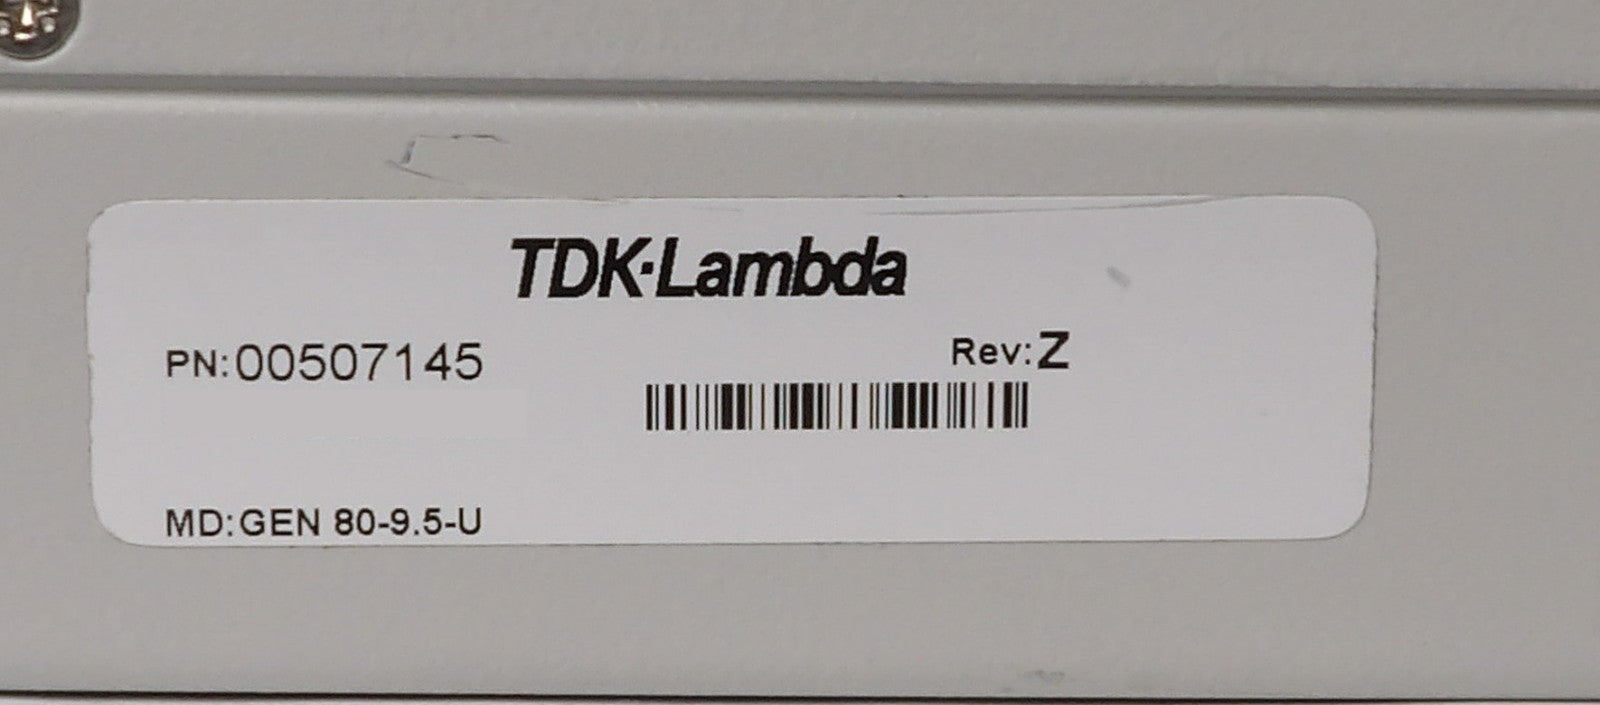 TDK·Lambda
PN:00507145
Rev:Z
MD:GEN 80-9.5-U